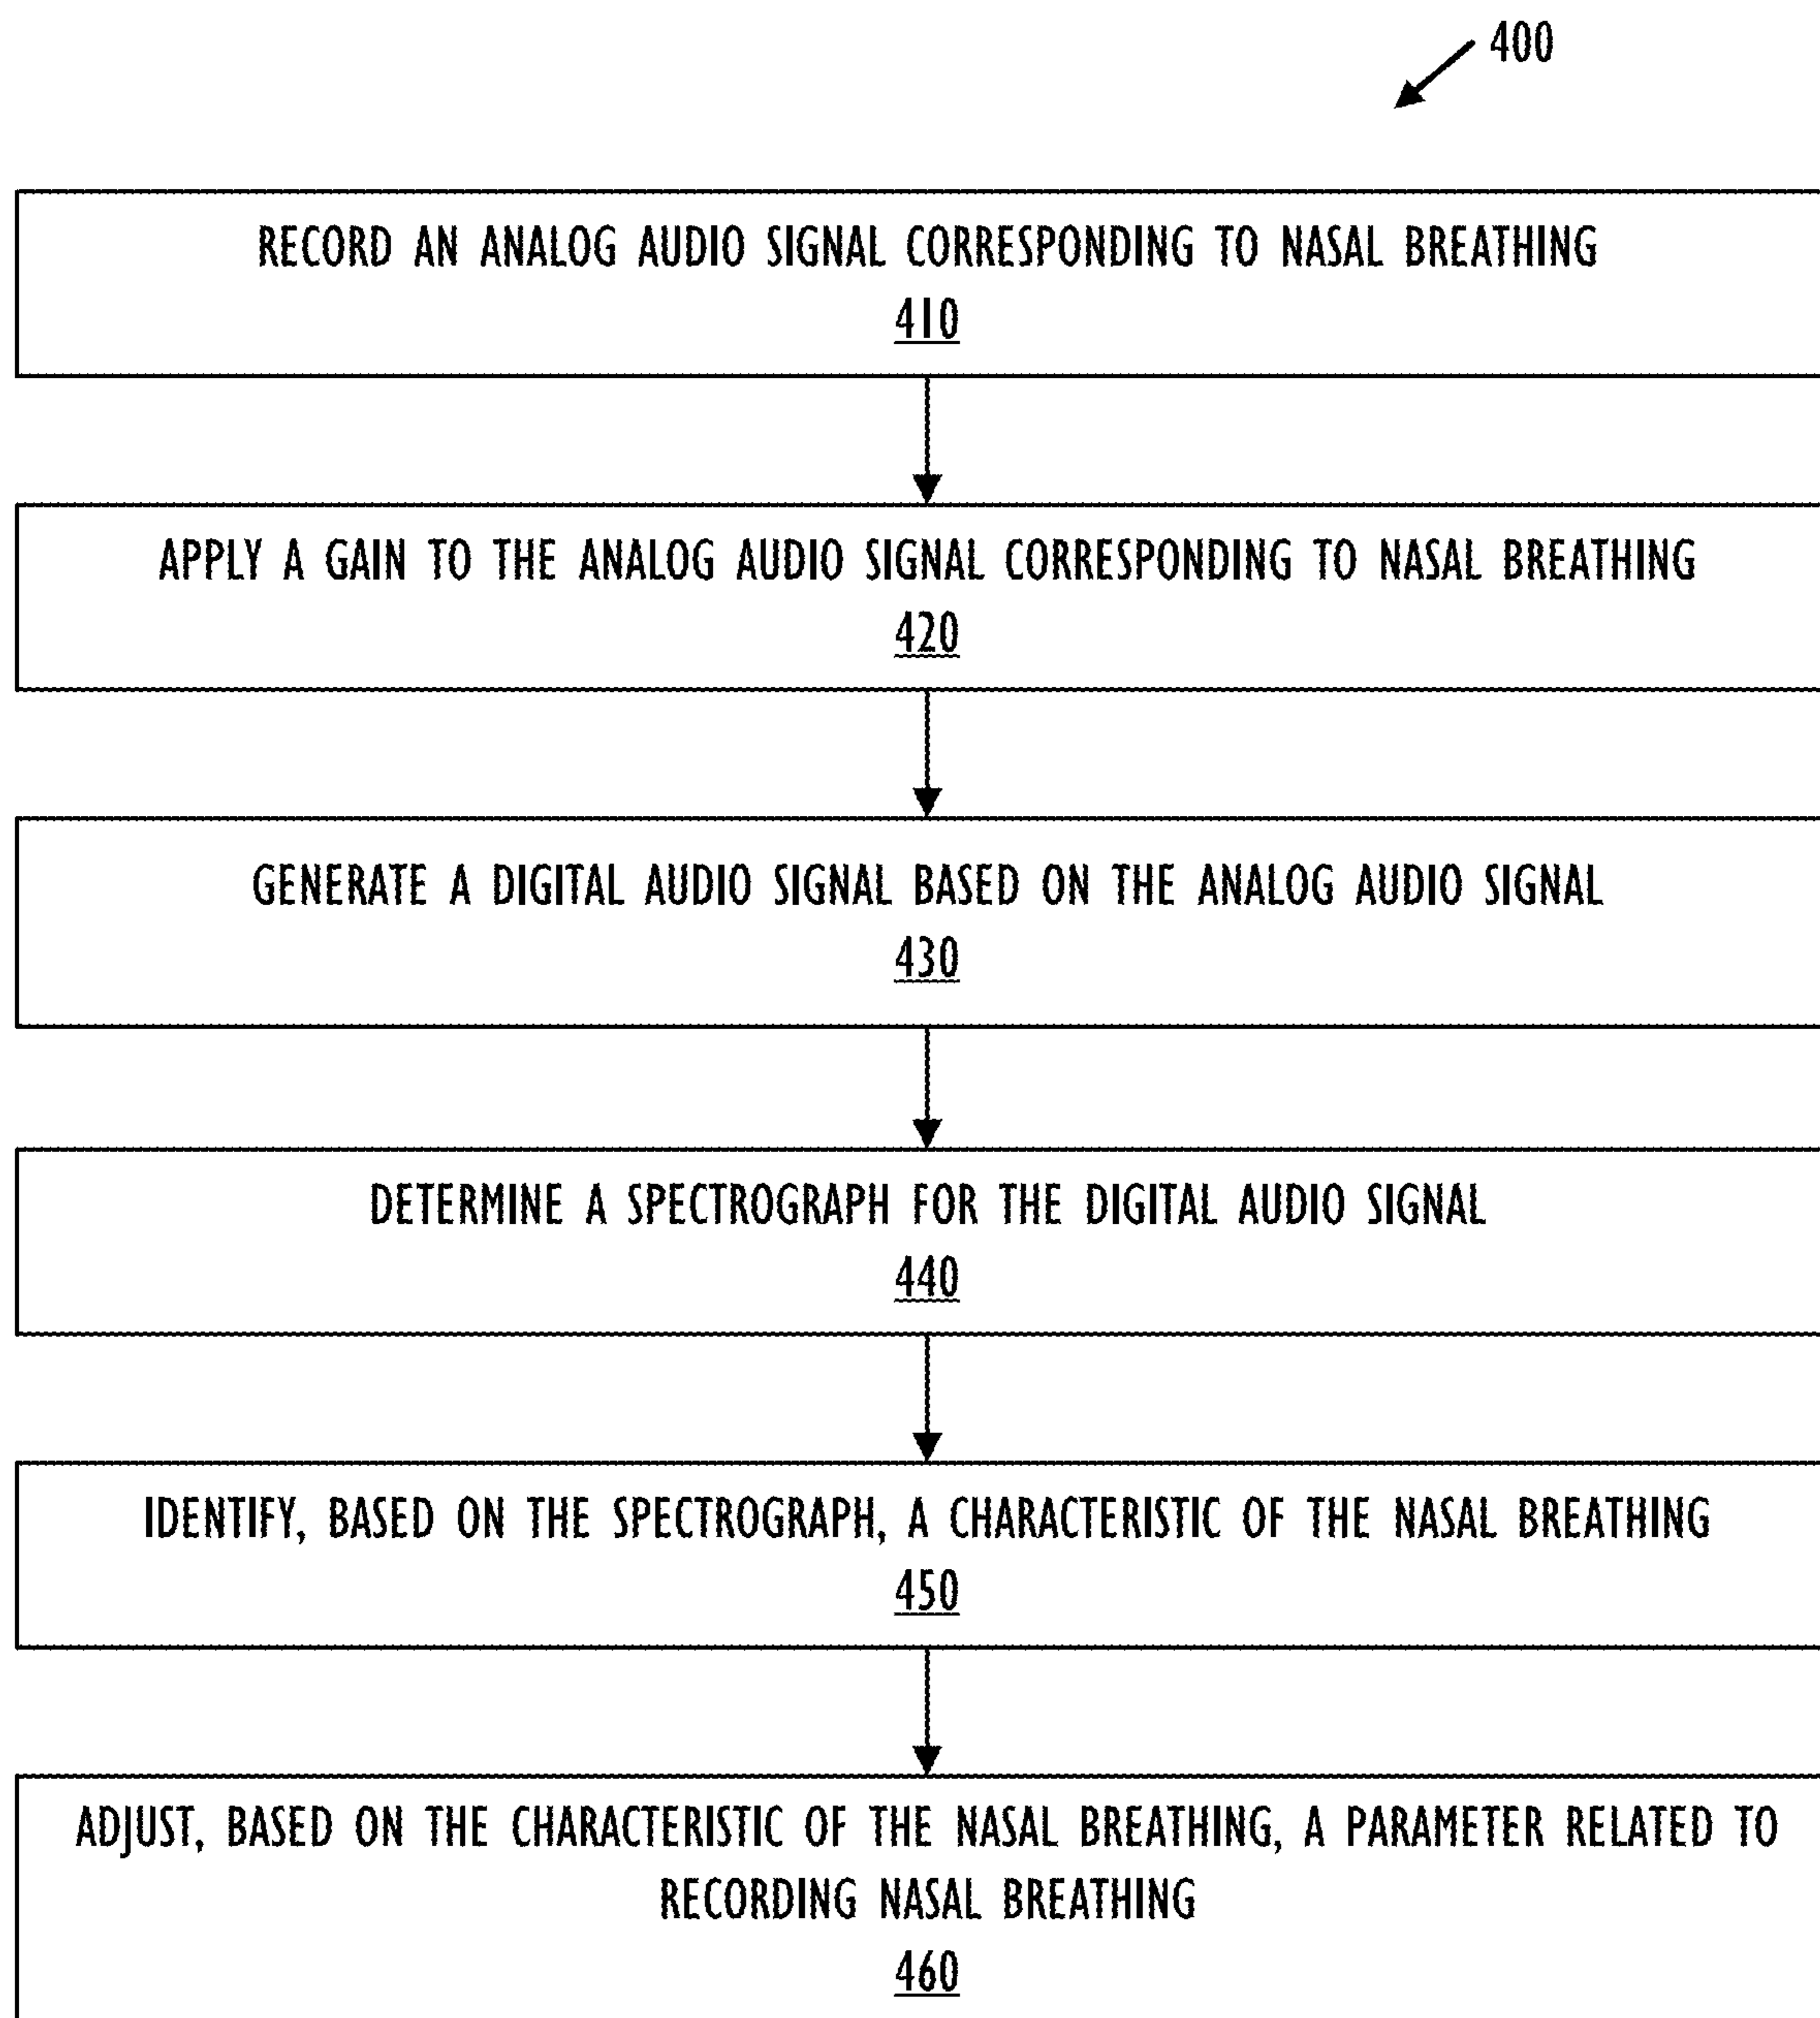 400
RECORD AN ANALOG AUDIO SIGNAL CORRESPONDING TO NASAL BREATHING
410
APPLY A GAIN TO THE ANALOG AUDIO SIGNAL CORRESPONDING TO NASAL BREATHING
420
GENERATE A DIGITAL AUDIO SIGNAL BASED ON THE ANALOG AUDIO SIGNAL
430
DETERMINE A SPECTROGRAPH FOR THE DIGITAL AUDIO SIGNAL
440
IDENTIFY, BASED ON THE SPECTROGRAPH, A CHARACTERISTIC OF THE NASAL BREATHING
450
ADJUST, BASED ON THE CHARACTERISTIC OF THE NASAL BREATHING, A PARAMETER RELATED TO
RECORDING NASAL BREATHING
460